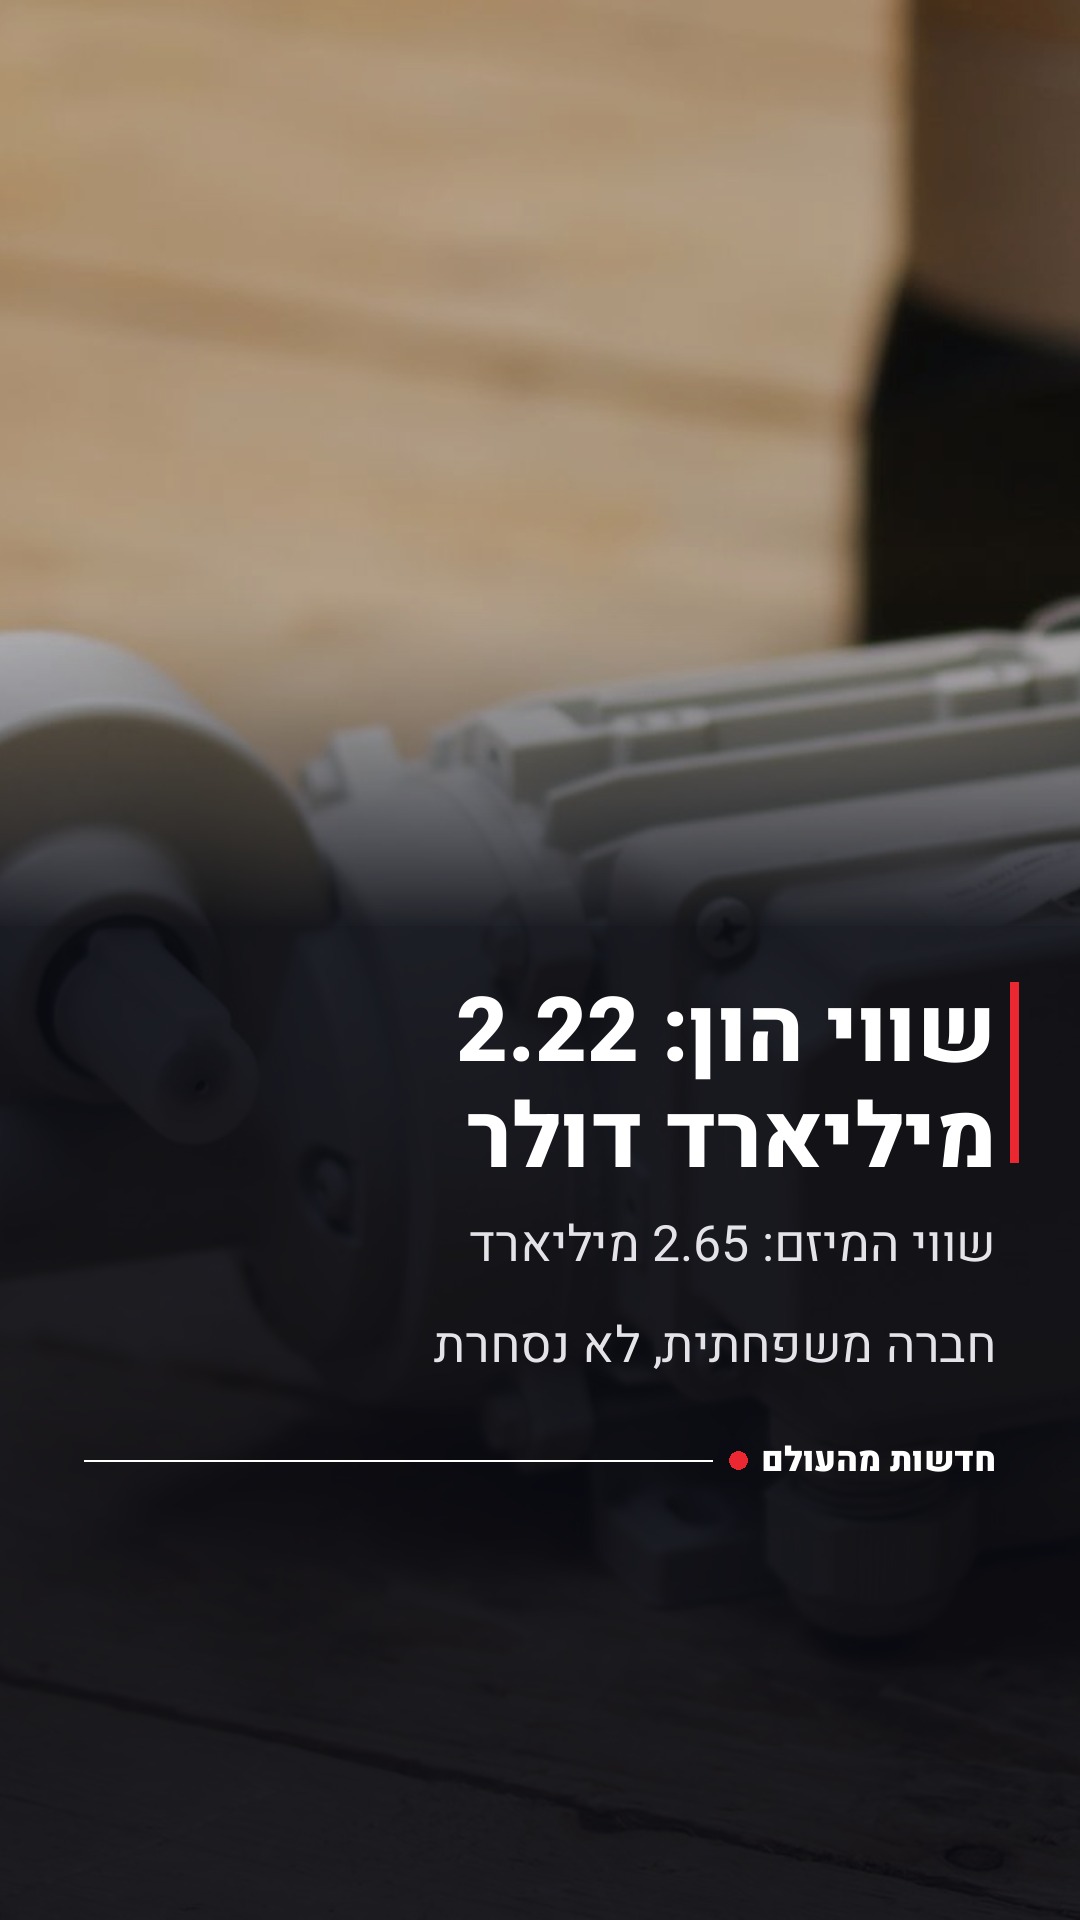 שווי הון: 2.22
מיליארד דולר
שווי המיזם: 2.65 מיליארד
חברה משפחתית, לא נסחרת
חדשות מהעולם